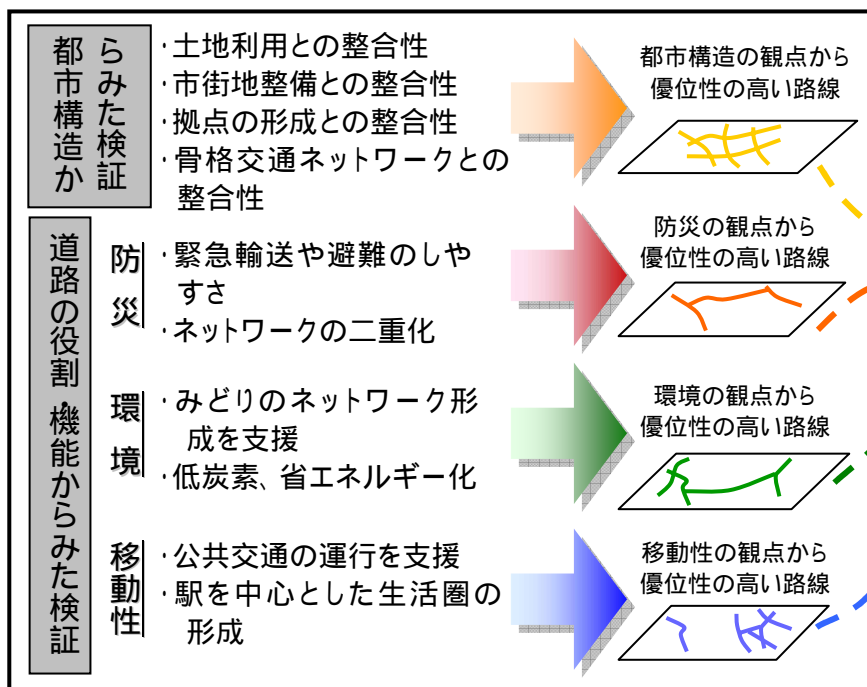 都市構造か
らみた検証
・土地利用との整合性
・市街地整備との整合性
・拠点の形成との整合性
・骨格交通ネットワークとの
整合性
都市構造の観点から
優位性の高い路線
道路の役割・機能からみた検証
防災
・緊急輸送や避難のしや
すさ
・ネットワークの二重化
防災の観点から
優位性の高い路線
環境
・みどりのネットワーク形
成を支援
・低炭素、省エネルギー化
環境の観点から
優位性の高い路線
移動性
・公共交通の運行を支援
・駅を中心とした生活圏の
形成
移動性の観点から
優位性の高い路線